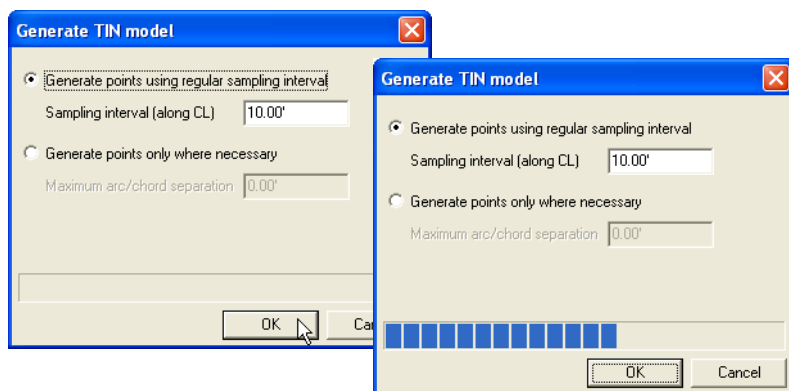 Generate TIN model
Generate points using regular sampling interval
Sampling interval (along CL) 10.00'
Generate points only where necessary
Maximum arc/chord separation 0.00'
OK
Generate TIN model
Generate points using regular sampling interval
Sampling interval (along CL) 10.00'
Generate points only where necessary
Maximum arc/chord separation 0.00'
OK Cancel